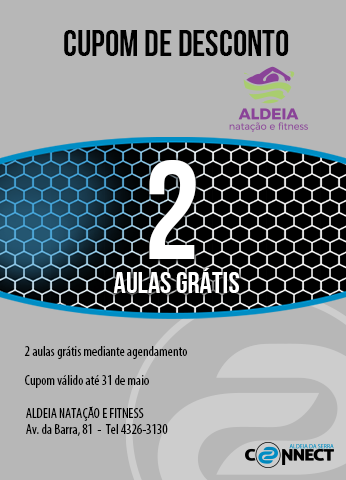 CUPOM DE DESCONTO
ALDEIA
natação e fitness
2
AULAS GRÁTIS
2 aulas grátis mediante agendamento
Cupom válido até 31 de maio
ALDEIA NATAÇÃO E FITNESS
Av. da Barra, 81 - Tel 4326-3130
ALDEIA DA SERRA
C2NNECT